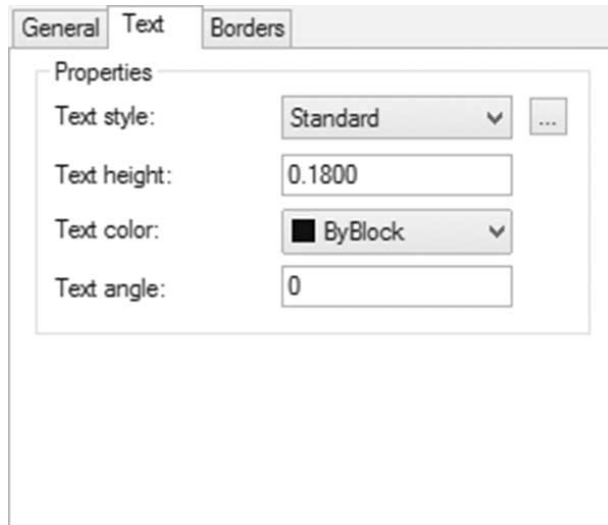 General Text Borders
Properties
Text style: Standard ...
Text height: 0.1800
Text color: ByBlock
Text angle: 0